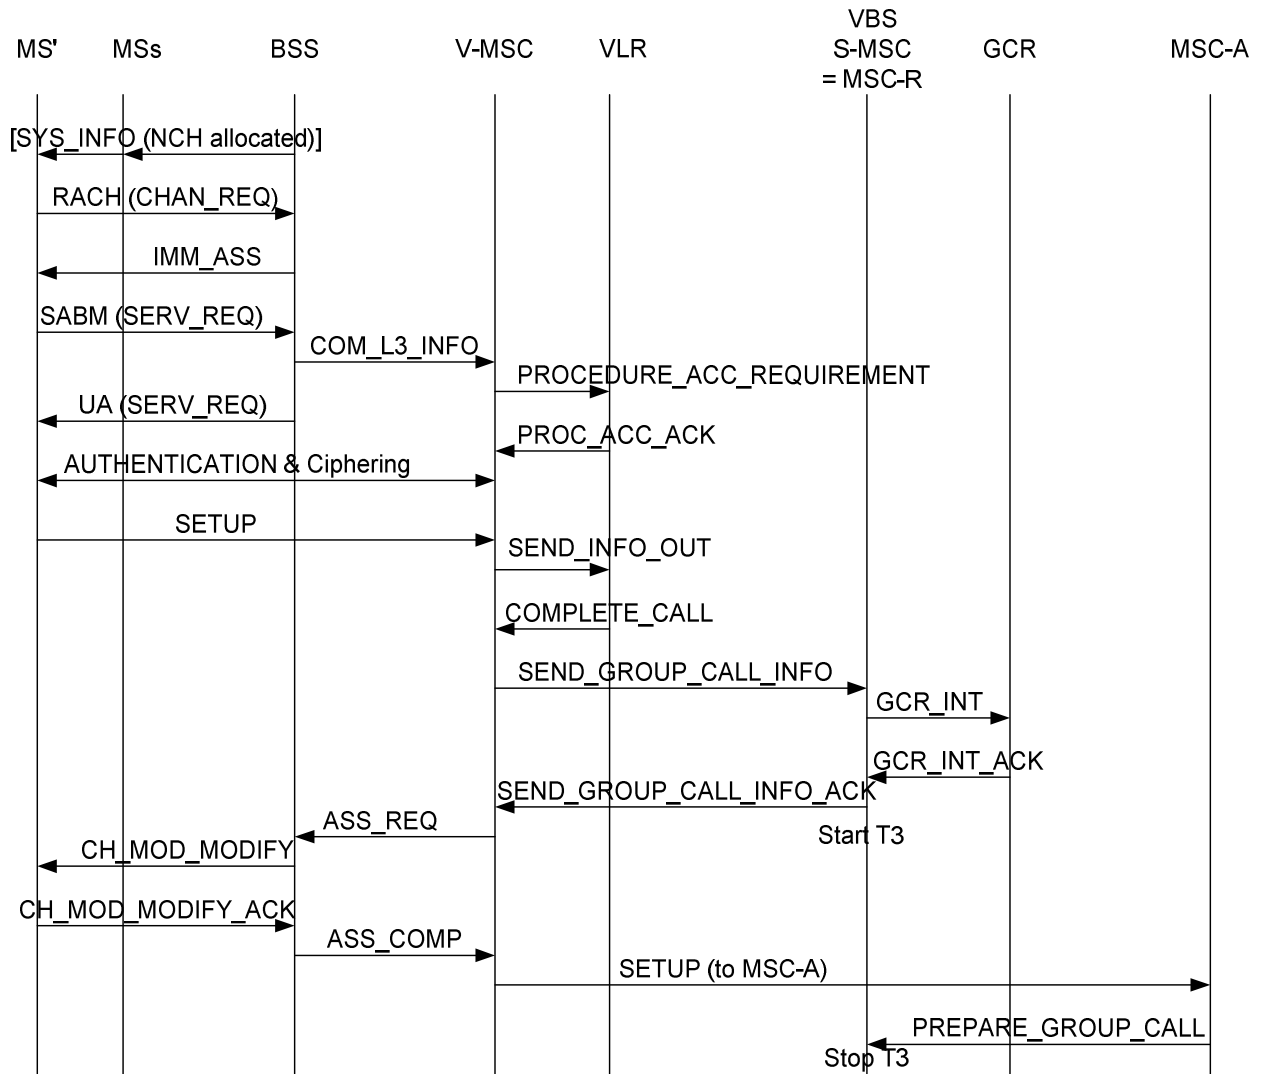 VBS
MS' MSs BSS V-MSC VLR S-MSC GCR MSC-A
= MSC-R
[SYS_INFO (NCH allocated)]
RACH (CHAN_REQ)
IMM_ASS
SABM (SERV_REQ)
COM_L3_INFO
PROCEDURE_ACC_REQUIREMENT
UA (SERV_REQ)
PROC_ACC_ACK
AUTHENTICATION & Ciphering
SETUP
SEND_INFO_OUT
COMPLETE_CALL
SEND_GROUP_CALL_INFO
GCR_INT
GCR_INT_ACK
SEND_GROUP_CALL_INFO_ACK
ASS_REQ
Start T3
CH_MOD_MODIFY
CH_MOD_MODIFY_ACK
ASS_COMP
SETUP (to MSC-A)
PREPARE_GROUP_CALL
Stop T3